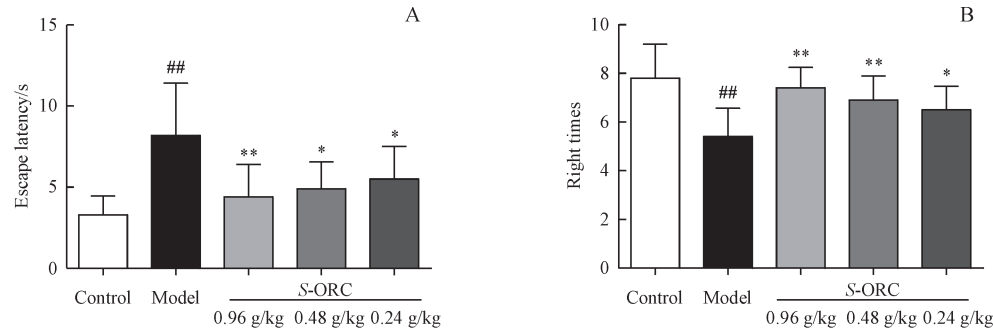 A
15
10
5
0
Escape latency/s
##
**
*
*
Control
Model
S-ORC
0.96 g/kg
0.48 g/kg
0.24 g/kg
B
10
8
6
4
2
0
Right times
##
**
**
*
Control
Model
S-ORC
0.96 g/kg
0.48 g/kg
0.24 g/kg